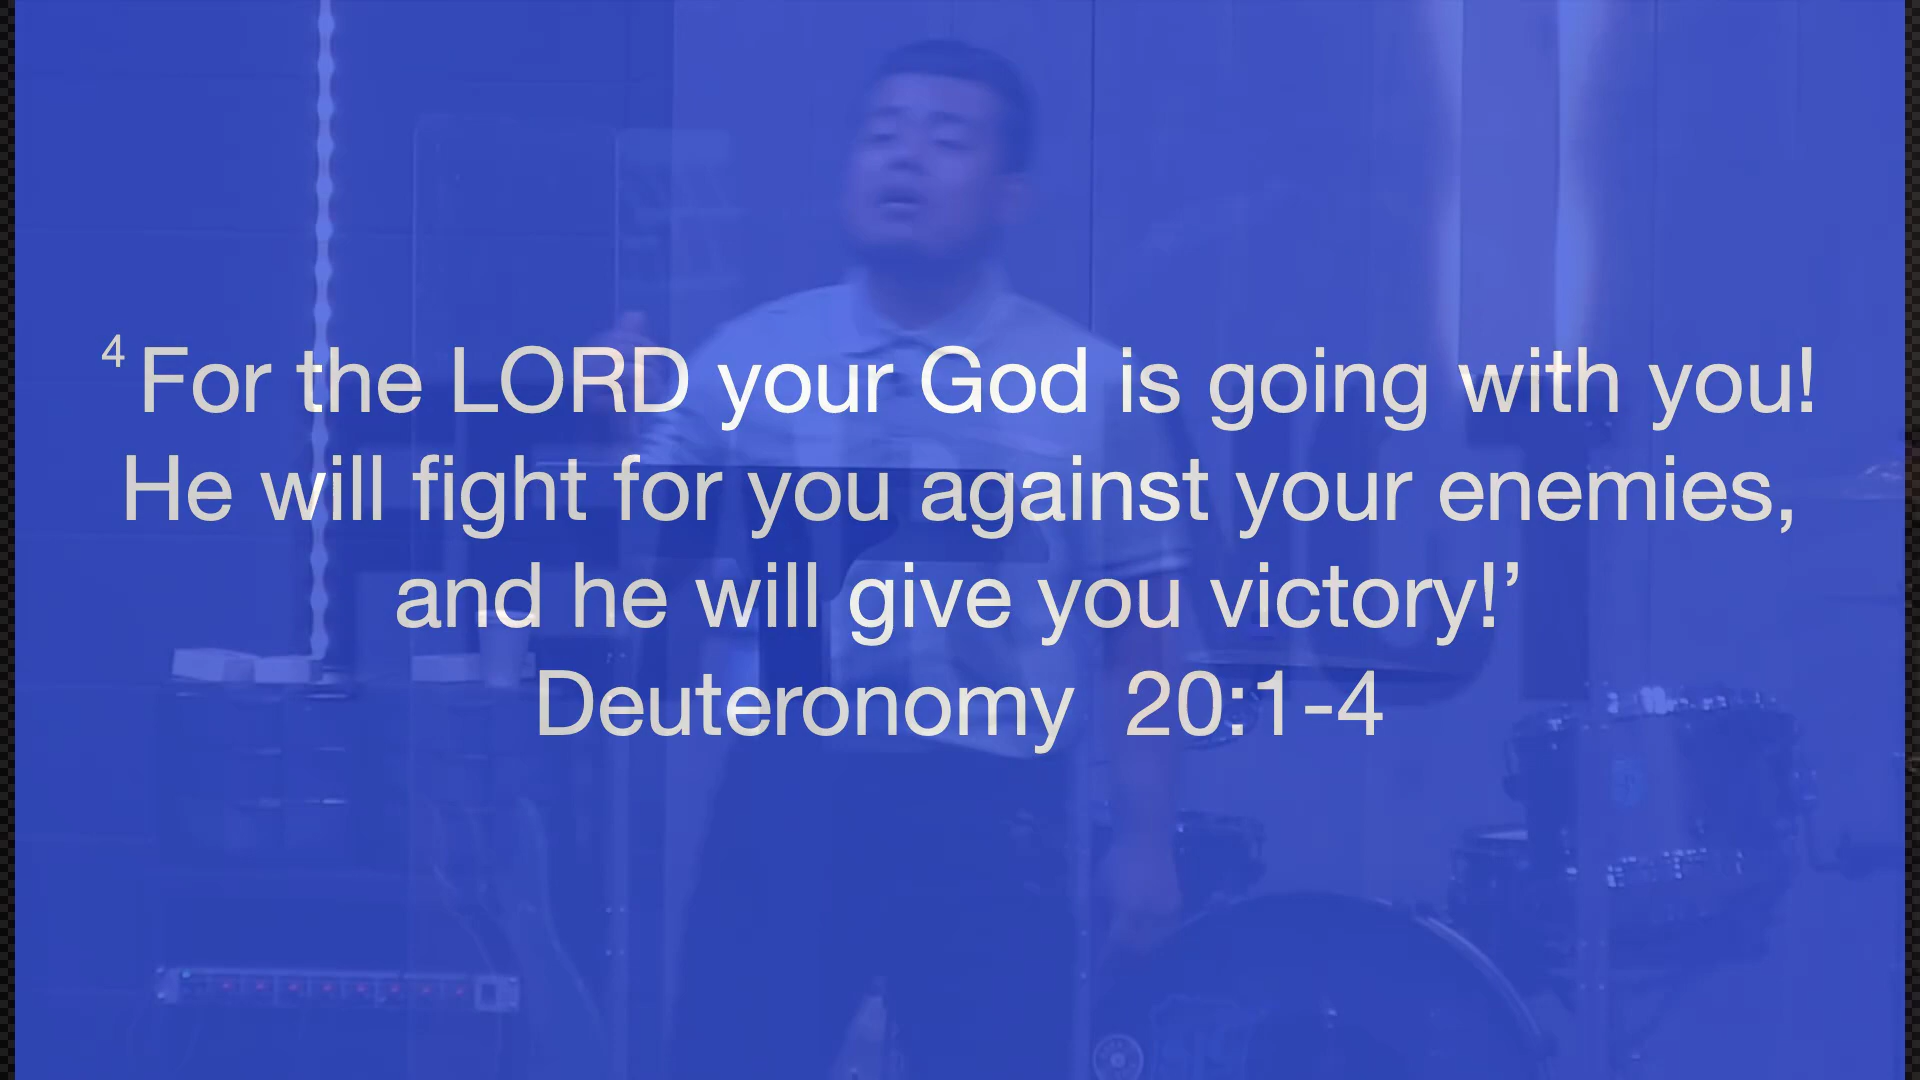 4 For the LORD your God is going with you!
He will fight for you against your enemies,
and he will give you victory!’
Deuteronomy 20:1-4